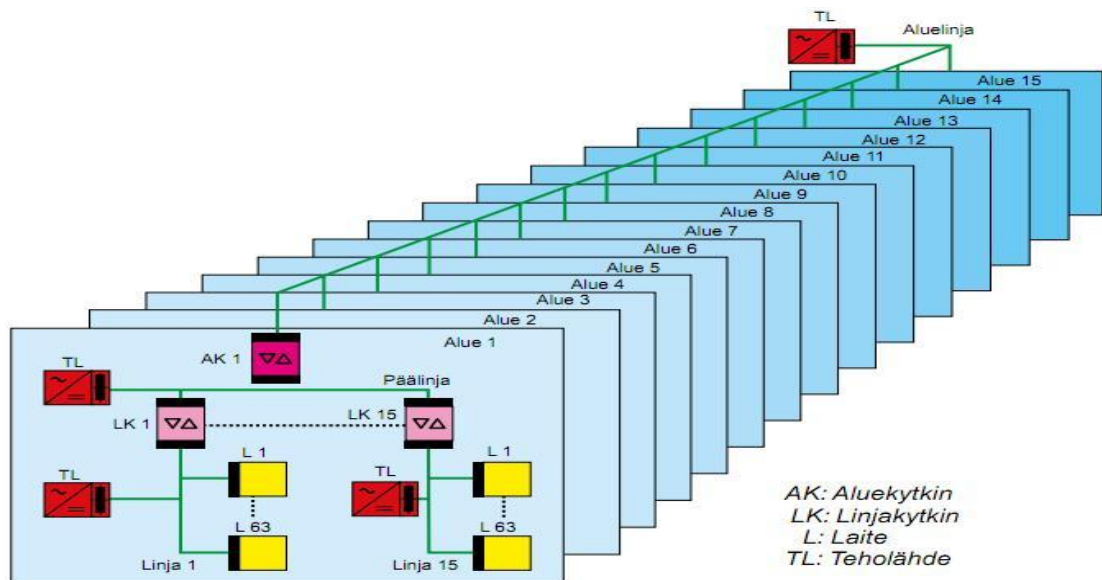 TL
Aluelinja
Alue 15
Alue 14
Alue 13
Alue 12
Alue 11
Alue 10
Alue 9
Alue 8
Alue 7
Alue 6
Alue 5
Alue 4
Alue 3
Alue 2
Alue 1
AK 1
TL
Päälinja
LK 1
LK 15
L 1
L 1
TL
TL
L 63
L 63
Linja 1
Linja 15
AK: Aluekytkin
LK: Linjakytkin
L: Laite
TL: Teholähde